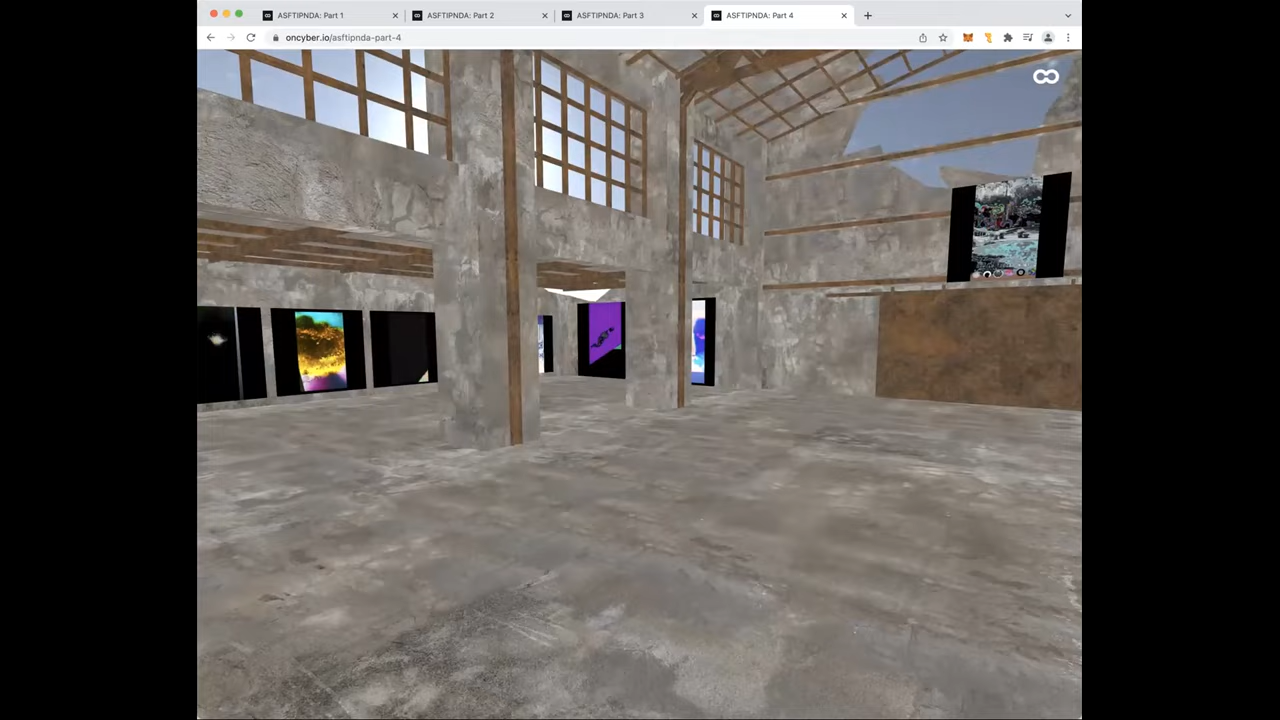 ASFTIPNDA: Part 1
ASFTIPNDA: Part 2
ASFTIPNDA: Part 3
ASFTIPNDA: Part 4
oncyber.io/asftipnda-part-4